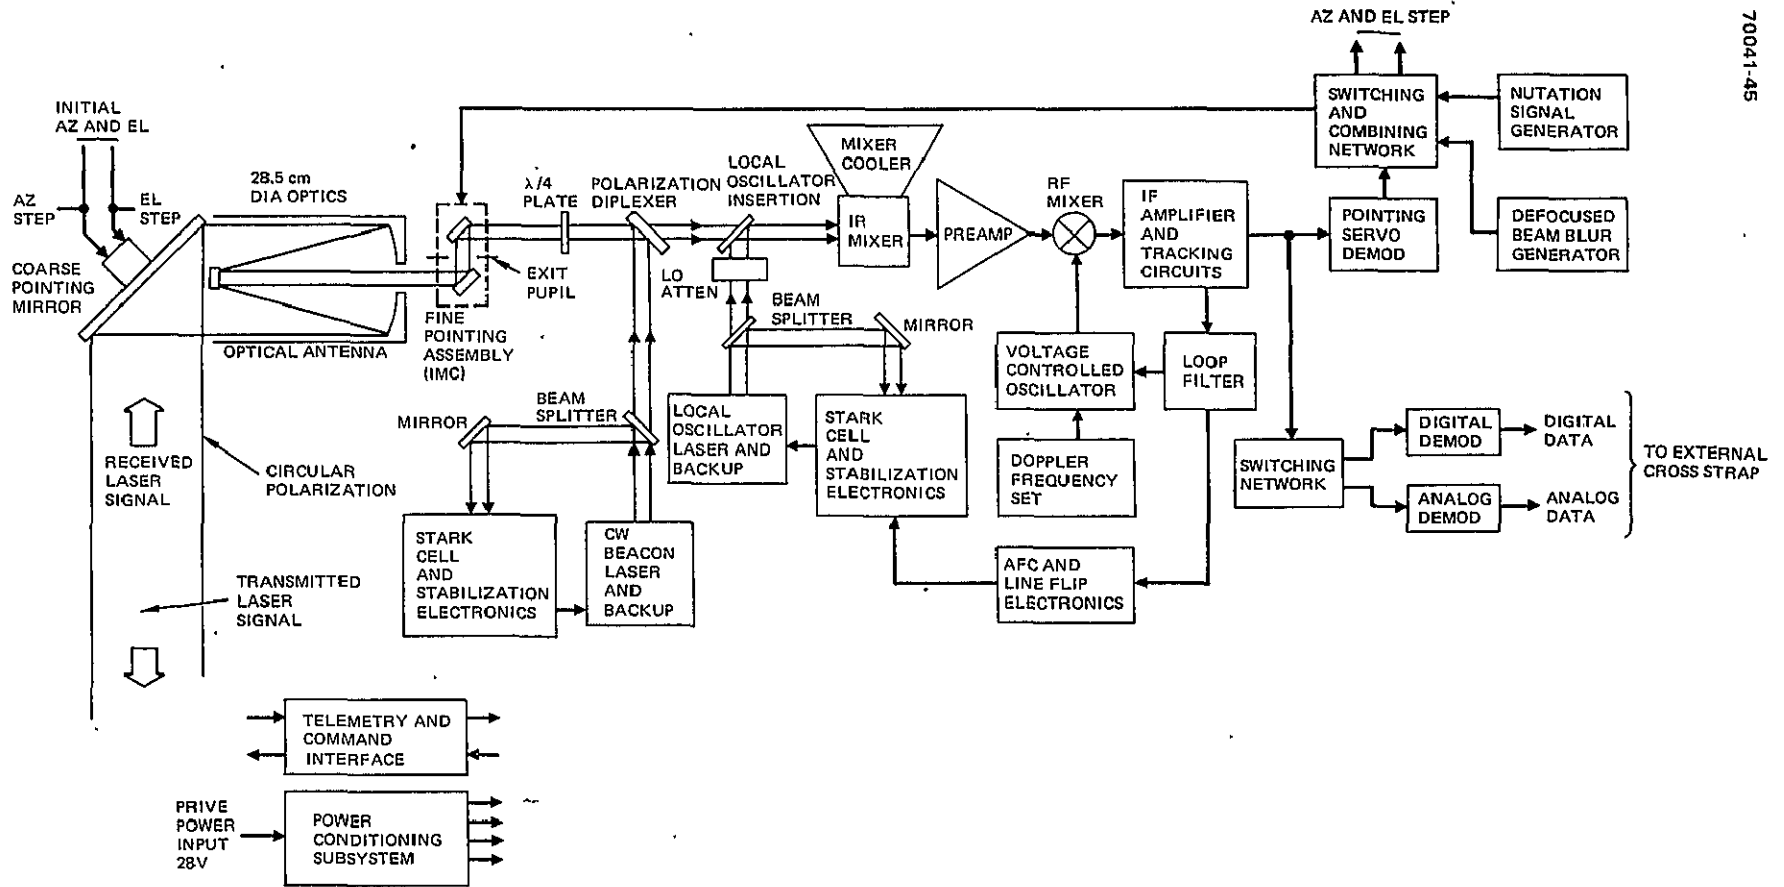 70041-45
AZ AND EL STEP
INITIAL
AZ AND EL
AZ
STEP
EL
STEP
COARSE
POINTING
MIRROR
28.5 cm
DIA OPTICS
OPTICAL ANTENNA
FINE
POINTING
ASSEMBLY
(IMC)
EXIT
PUPIL
λ/4
PLATE
POLARIZATION
DIPLEXER
LOCAL
OSCILLATOR
INSERTION
LO
ATTEN
MIXER
COOLER
IR
MIXER
PREAMP
RF
MIXER
IF
AMPLIFIER
AND
TRACKING
CIRCUITS
SWITCHING
AND
COMBINING
NETWORK
NUTATION
SIGNAL
GENERATOR
POINTING
SERVO
DEMOD
DEFOCUSED
BEAM BLUR
GENERATOR
BEAM
SPLITTER
MIRROR
VOLTAGE
CONTROLLED
OSCILLATOR
LOOP
FILTER
DOPPLER
FREQUENCY
SET
LOCAL
OSCILLATOR
LASER AND
BACKUP
STARK
CELL
AND
STABILIZATION
ELECTRONICS
AFC AND
LINE FLIP
ELECTRONICS
SWITCHING
NETWORK
DIGITAL
DEMOD
DIGITAL
DATA
ANALOG
DEMOD
ANALOG
DATA
TO EXTERNAL
CROSS STRAP
MIRROR
BEAM
SPLITTER
STARK
CELL
AND
STABILIZATION
ELECTRONICS
CW
BEACON
LASER
AND
BACKUP
RECEIVED
LASER
SIGNAL
CIRCULAR
POLARIZATION
TRANSMITTED
LASER
SIGNAL
TELEMETRY AND
COMMAND
INTERFACE
PRIVE
POWER
INPUT
28V
POWER
CONDITIONING
SUBSYSTEM